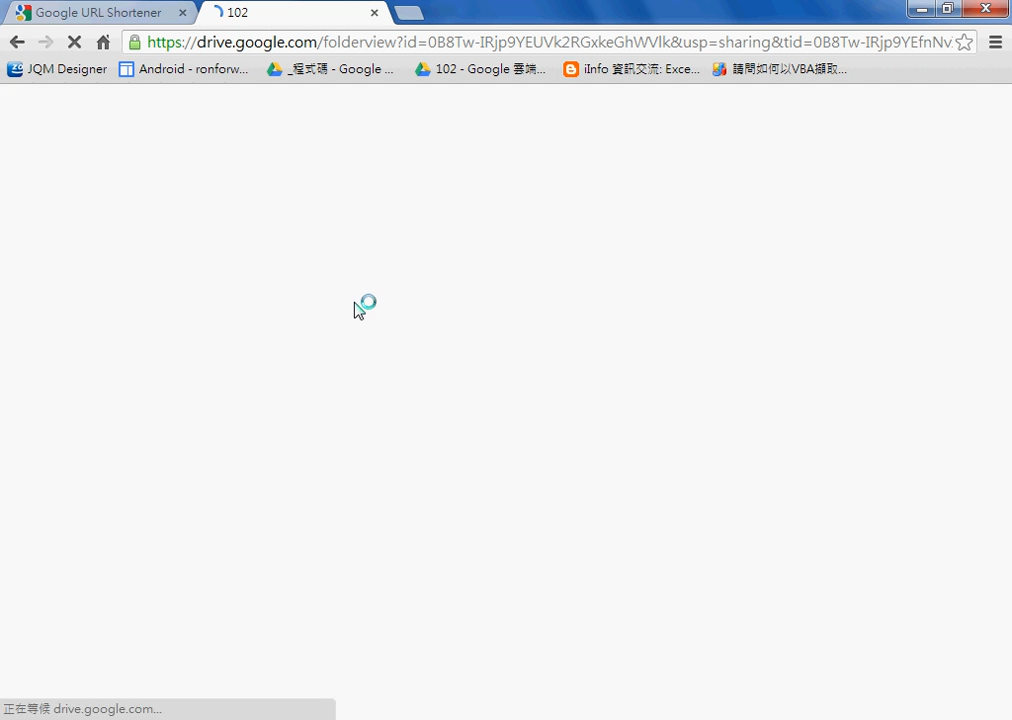 Google URL Shortener
102
https://drive.google.com/folderview?id=0B8Tw-IRjp9YEUVk2RGxkeGhWVlk&usp=sharing&tid=0B8Tw-IRjp9YEfnNv
JQM Designer
Android - ronforw...
_程式碼 - Google ...
102 - Google 雲端...
iInfo 資訊交流: Exce...
請問如何以VBA擷取...
正在等候 drive.google.com...